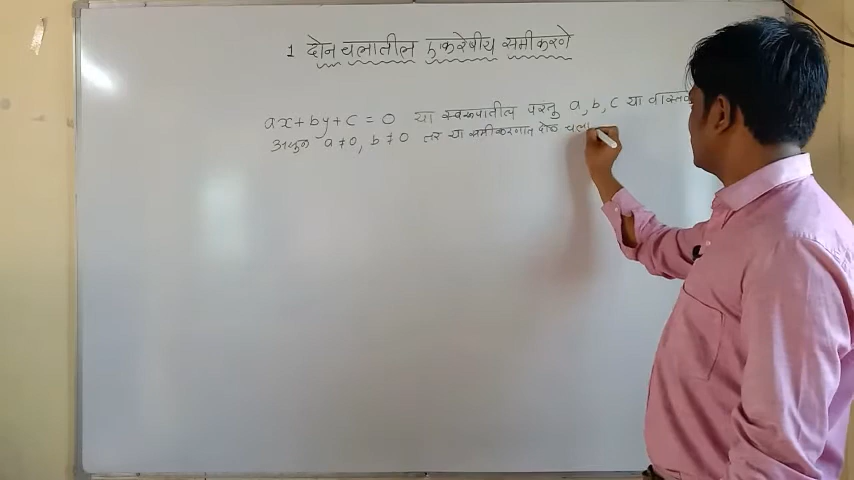 1 दोन चलातील एकरेषीय समीकरणे
ax + by + c = 0 या स्वरूपातील परंतु a, b, c या
असून a ≠ 0, b ≠ 0 तर या समीकरणात दोन चला